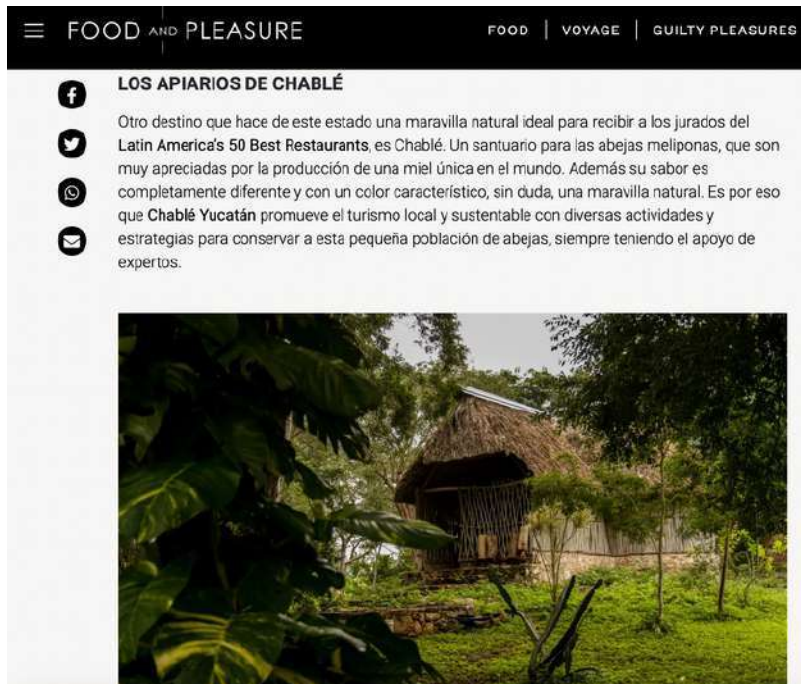 FOOD AND PLEASURE
FOOD | VOYAGE | GUILTY PLEASURES
LOS APIARIOS DE CHABLÉ
Otro destino que hace de este estado una maravilla natural ideal para recibir a los jurados del
Latin America's 50 Best Restaurants, es Chablé. Un santuario para las abejas meliponas, que son
muy apreciadas por la producción de una miel única en el mundo. Además su sabor es
completamente diferente y con un color característico, sin duda, una maravilla natural. Es por eso
que Chablé Yucatán promueve el turismo local y sustentable con diversas actividades y
estrategias para conservar a esta pequeña población de abejas, siempre teniendo el apoyo de
expertos.